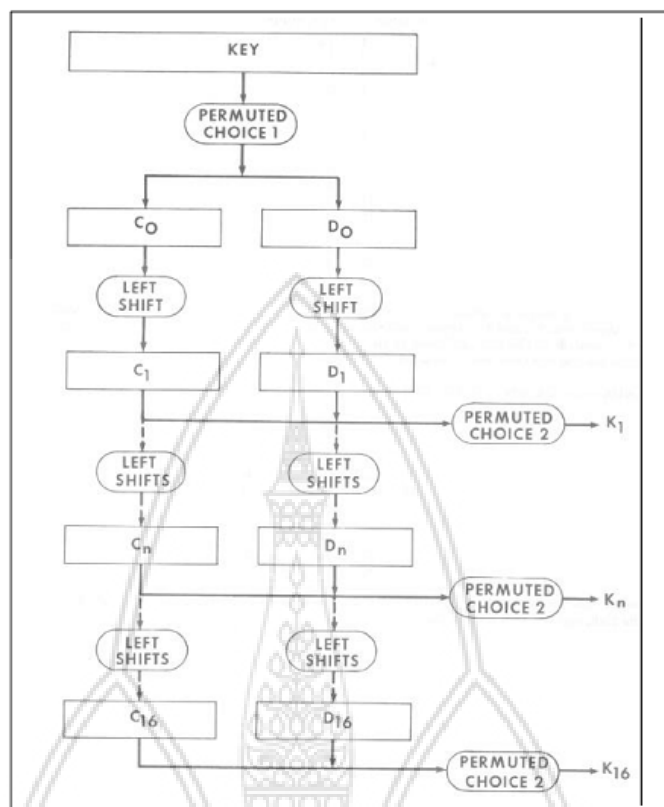 KEY
PERMUTED
CHOICE 1
C0
D0
LEFT
SHIFT
LEFT
SHIFT
C1
D1
PERMUTED
CHOICE 2
K1
LEFT
SHIFTS
LEFT
SHIFTS
Cn
Dn
PERMUTED
CHOICE 2
Kn
LEFT
SHIFTS
LEFT
SHIFTS
C16
D16
PERMUTED
CHOICE 2
K16